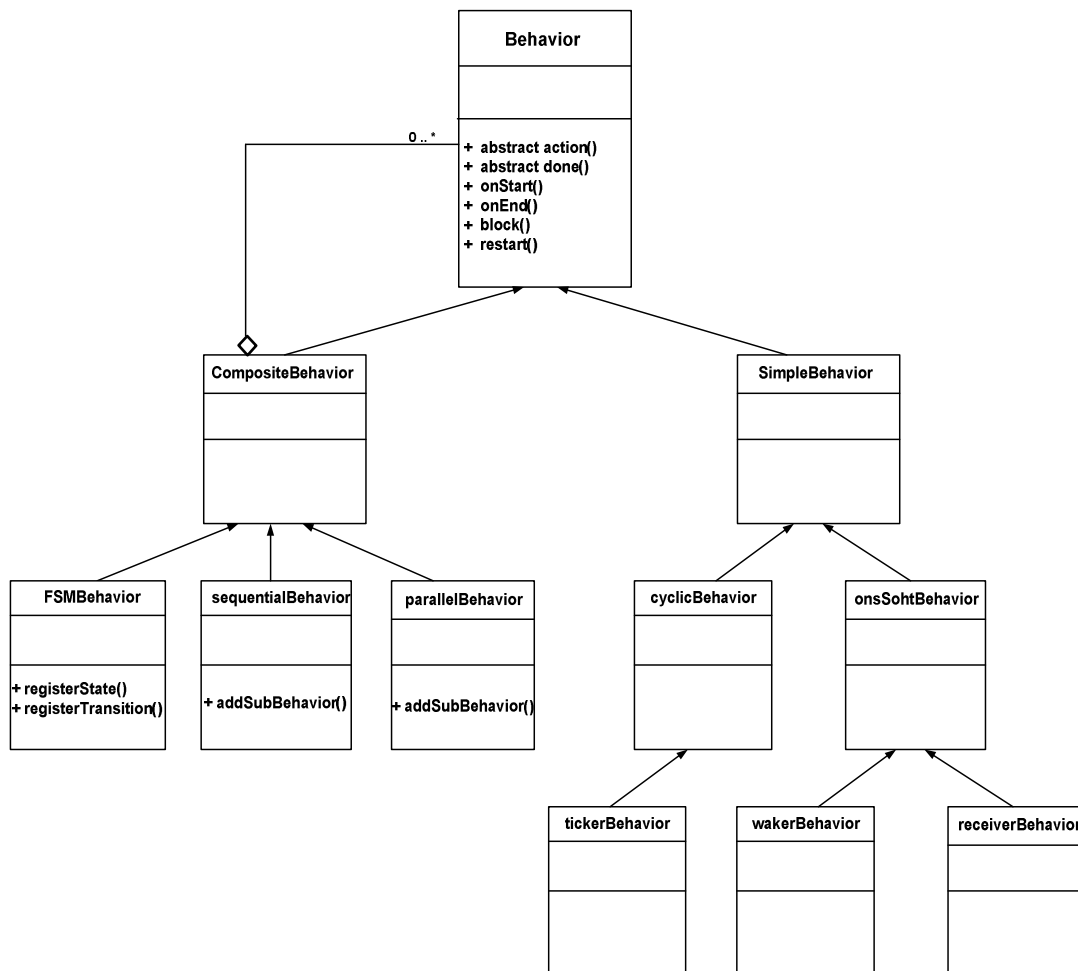 Behavior
0 .. *
+ abstract action()
+ abstract done()
+ onStart()
+ onEnd()
+ block()
+ restart()
CompositeBehavior
SimpleBehavior
FSMBehavior
+ registerState()
+ registerTransition()
sequentialBehavior
+ addSubBehavior()
parallelBehavior
+ addSubBehavior()
cyclicBehavior
onsSohtBehavior
tickerBehavior
wakerBehavior
receiverBehavior